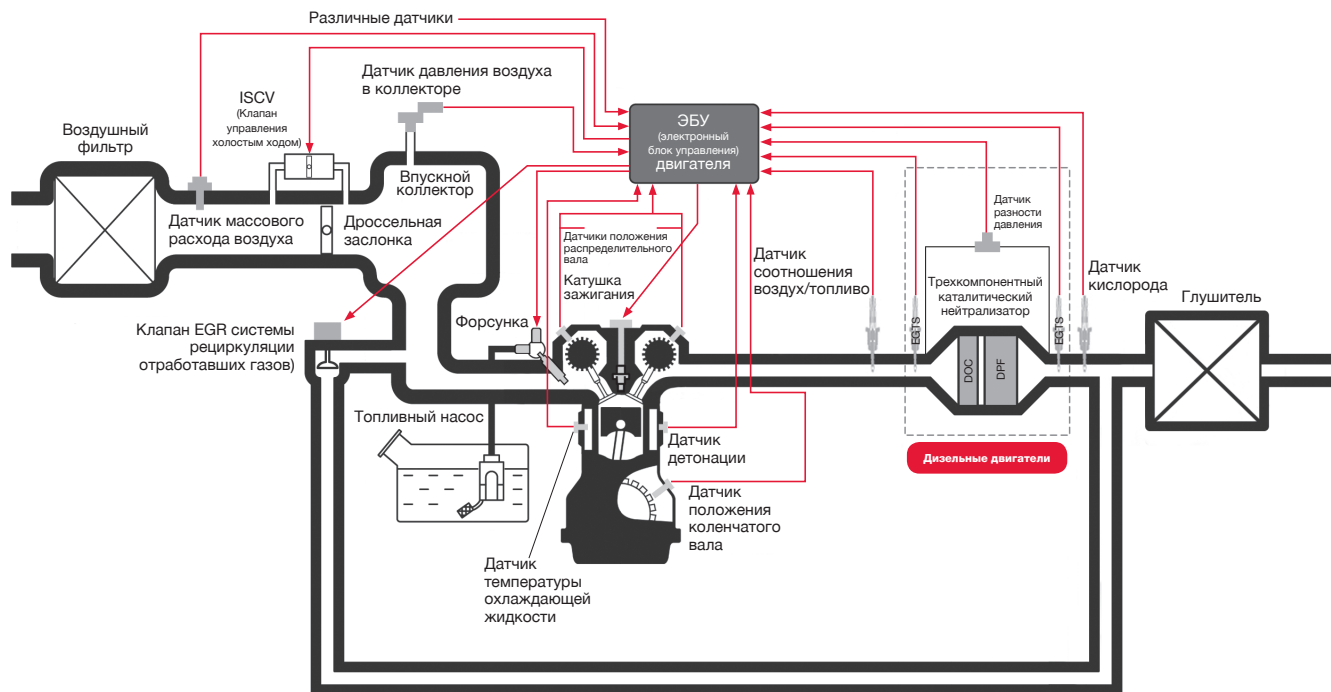 Различные датчики
ISCV
(Клапан
управления
холостым ходом)
Датчик давления воздуха
в коллекторе
ЭБУ
(электронный
блок управления)
двигателя
Воздушный
фильтр
Впускной
коллектор
Датчик массового
расхода воздуха
Дроссельная
заслонка
Датчики положения
распределительного
вала
Катушка
зажигания
Датчик
соотношения
воздух/топливо
Датчик
разности
давления
Трехкомпонентный
каталитический
нейтрализатор
Датчик
кислорода
Глушитель
Клапан EGR системы
рециркуляции
отработавших газов)
Форсунка
EGTS
DOC
DPF
EGTS
Топливный насос
Датчик
детонации
Дизельные двигатели
Датчик
положения
коленчатого
вала
Датчик
температуры
охлаждающей
жидкости